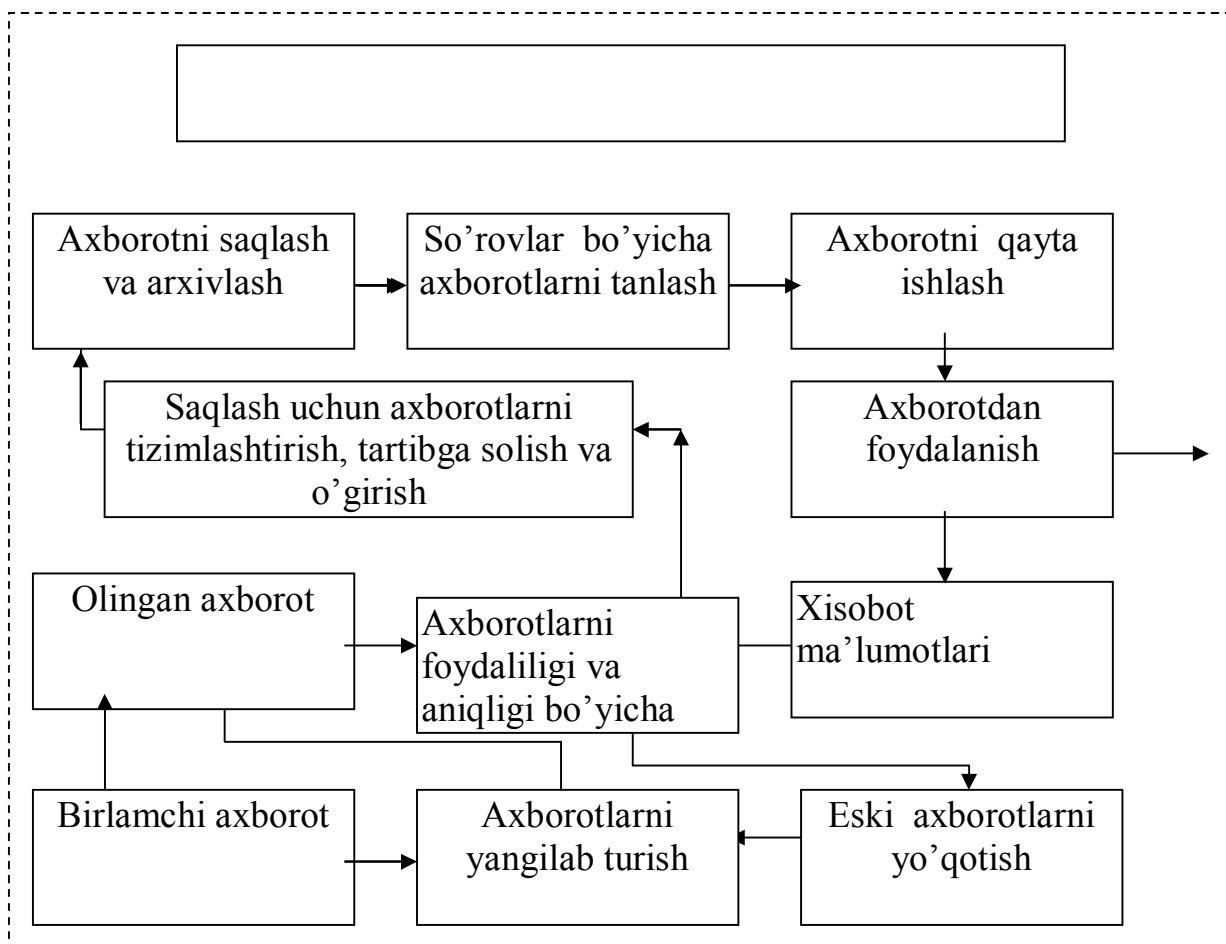 Axborotni saqlash
va arxivlash
So’rovlar bo’yicha
axborotlarni tanlash
Axborotni qayta
ishlash
Saqlash uchun axborotlarni
tizimlashtirish, tartibga solish va
o’girish
Axborotdan
foydalanish
Olingan axborot
Axborotlarni
foydaliligi va
aniqligi bo’yicha
Xisobot
ma’lumotlari
Birlamchi axborot
Axborotlarni
yangilab turish
Eski axborotlarni
yo’qotish